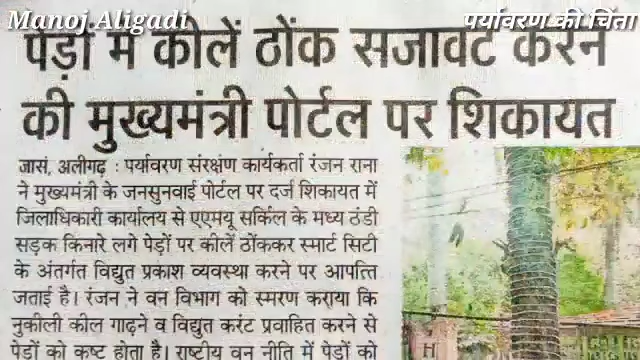 Manoj Aligadi
पर्यावरण की चिंता
पेड़ों में कीलें ठोंक सजावट करने
की मुख्यमंत्री पोर्टल पर शिकायत
जासं, अलीगढ़ : पर्यावरण संरक्षण कार्यकर्ता रंजन राना
ने मुख्यमंत्री के जनसुनवाई पोर्टल पर दर्ज शिकायत में
जिलाधिकारी कार्यालय से एएमयू सर्किल के मध्य ठंडी
सड़क किनारे लगे पेड़ों पर कीलें ठोंककर स्मार्ट सिटी
के अंतर्गत विद्युत प्रकाश व्यवस्था करने पर आपत्ति
जताई है। रंजन ने वन विभाग को स्मरण कराया कि
नुकीली कील गाढ़ने व विद्युत करंट प्रवाहित करने से
पेड़ों को कष्ट होता है। राष्टीय वन नीति में पेड़ों को
H